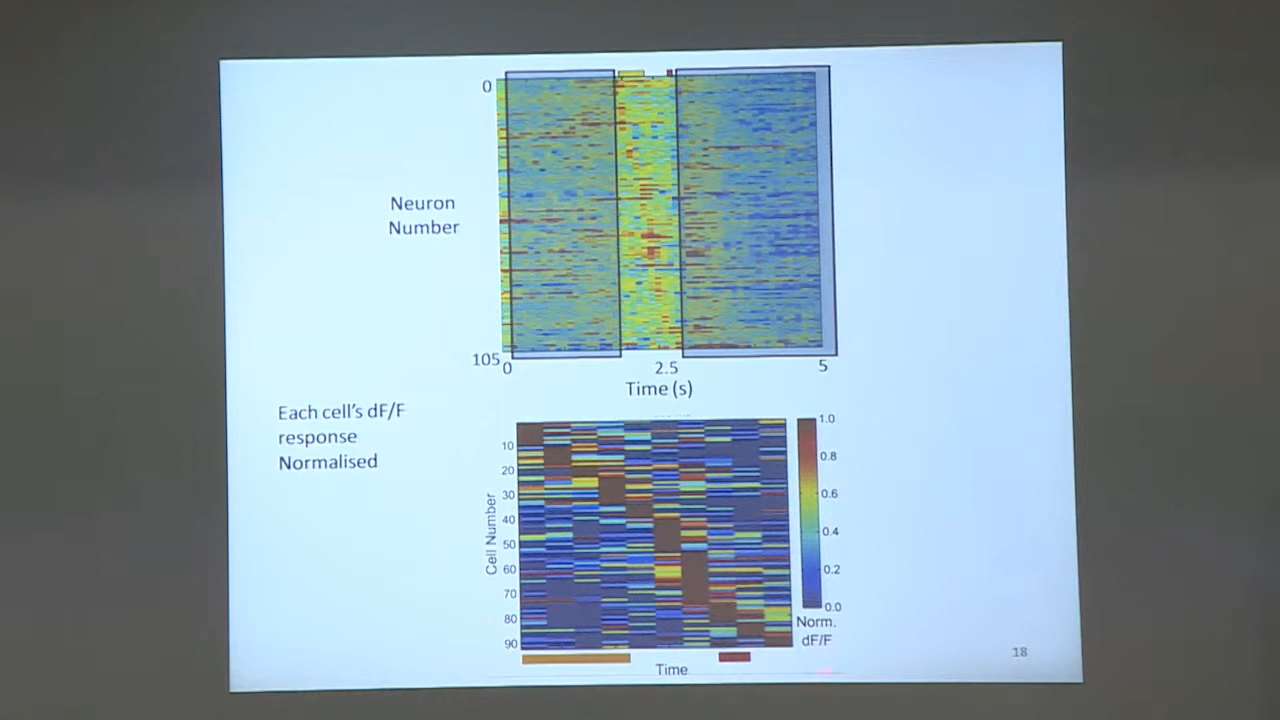 0
Neuron
Number
105
0 2.5 5
Time (s)
Each cell's dF/F
response
Normalised
10
20
30
40
50
60
70
80
90
Cell Number
1.0
0.8
0.6
0.4
0.2
0.0
Norm.
dF/F
Time
18